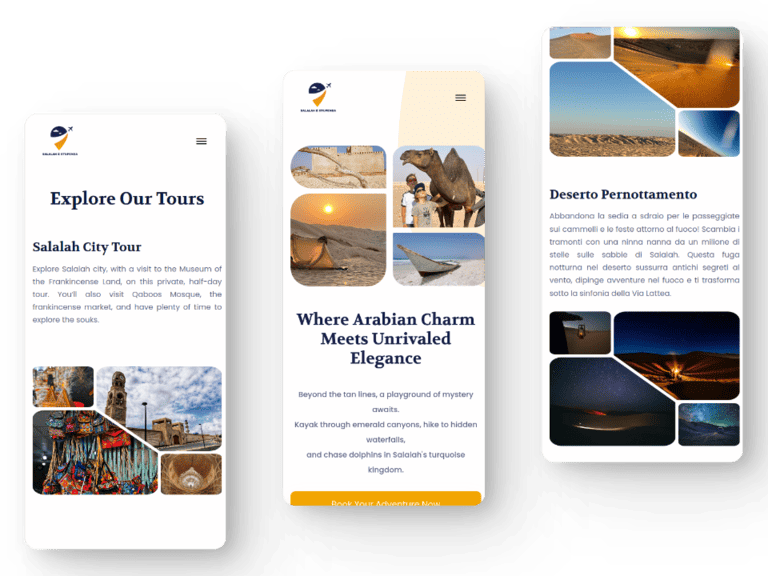 SALALAH E STUPENDA
Explore Our Tours
Salalah City Tour
Explore Salalah city, with a visit to the Museum of
the Frankincense Land, on this private, half-day
tour. You'll also visit Qaboos Mosque, the
frankincense market, and have plenty of time to
explore the souks.
SALALAH E STUPENDA
Where Arabian Charm
Meets Unrivaled
Elegance
Beyond the tan lines, a playground of mystery
awaits.
Kayak through emerald canyons, hike to hidden
waterfalls,
and chase dolphins in Salalah's turquoise
kingdom.
Book Your Adventure Now
Deserto Pernottamento
Abbandona la sedia a sdraio per le passeggiate
sui cammelli e le feste attorno al fuoco! Scambia i
tramonti con una ninna nanna da un milione di
stelle sulle sabbie di Salalah. Questa fuga
notturna nel deserto sussurra antichi segreti al
vento, dipinge avventure nel fuoco e ti trasforma
sotto la sinfonia della Via Lattea.